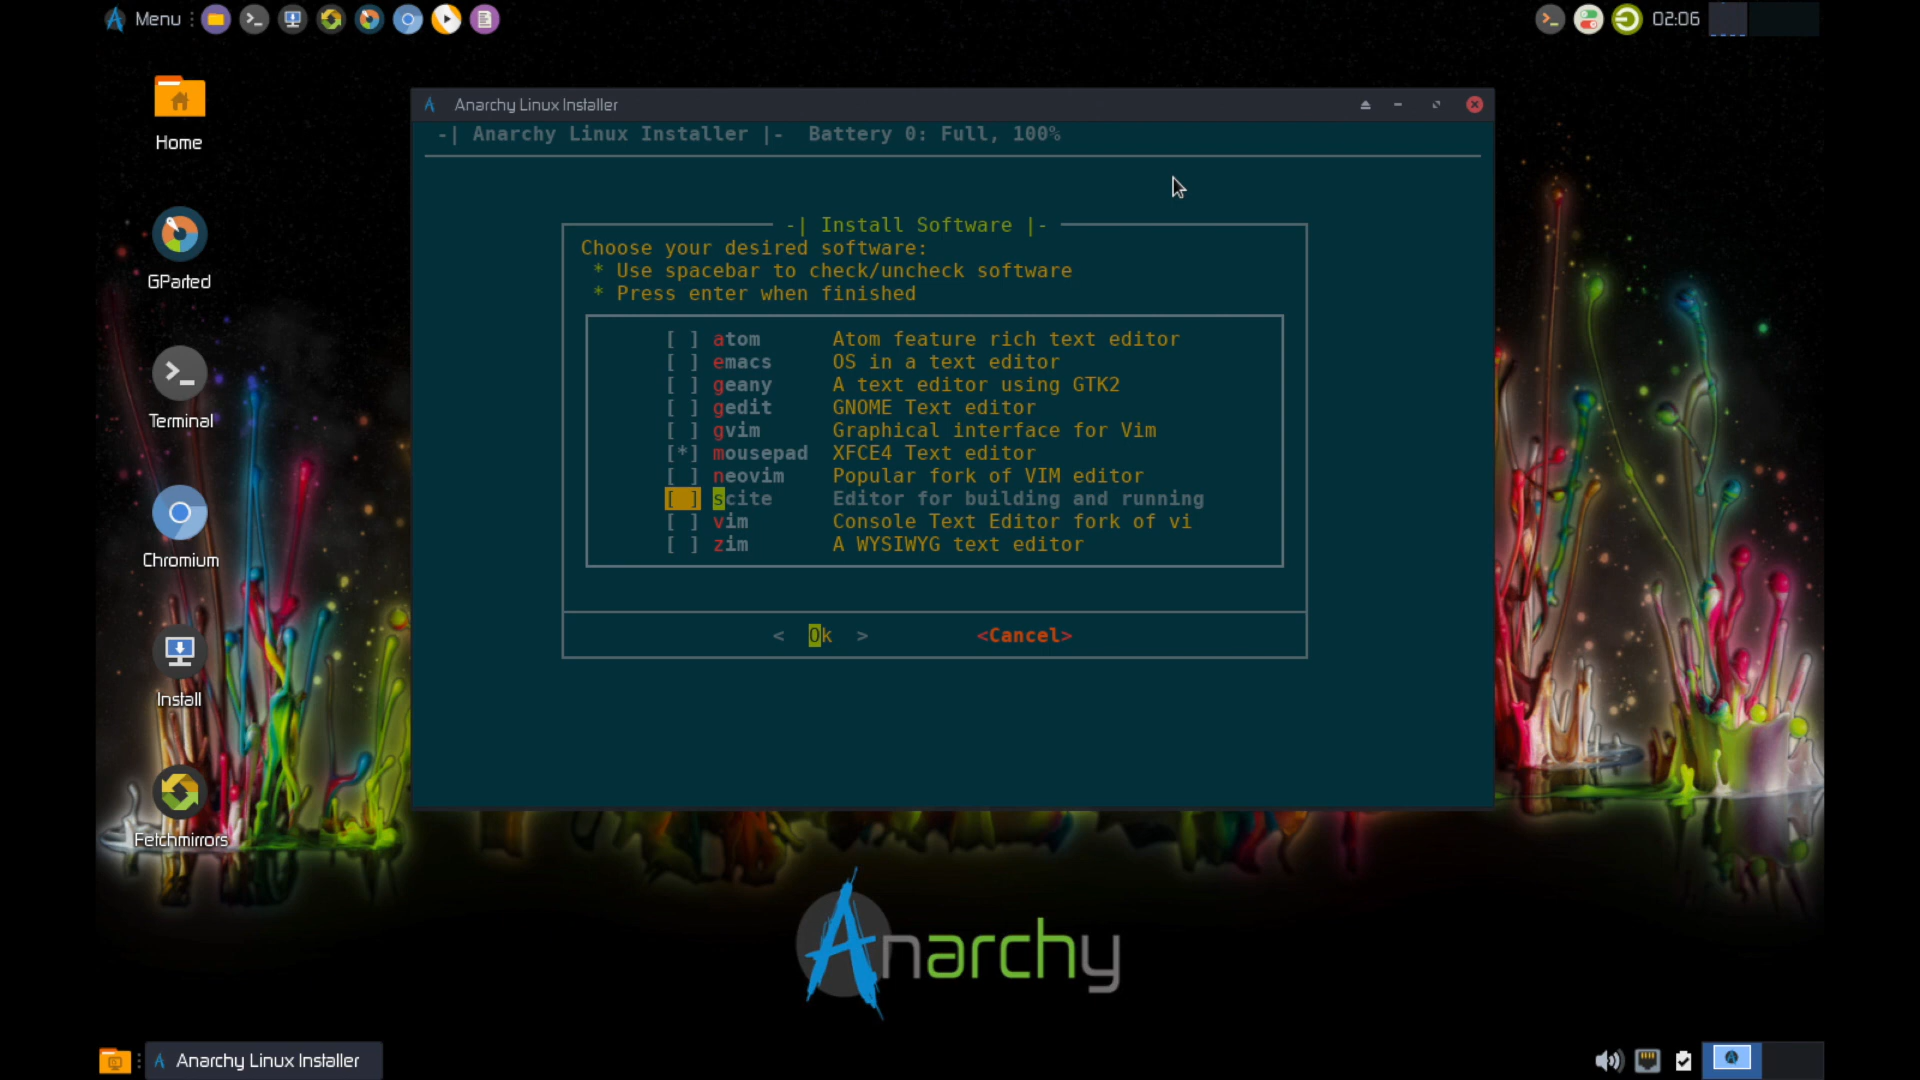 Menu
02:06
Home
GParted
Terminal
Chromium
Install
Fetchmirrors
Anarchy Linux Installer
-| Anarchy Linux Installer |-  Battery 0: Full, 100%
-| Install Software |-
Choose your desired software:
* Use spacebar to check/uncheck software
* Press enter when finished
[ ] atom Atom feature rich text editor
[ ] emacs OS in a text editor
[ ] geany A text editor using GTK2
[ ] gedit GNOME Text editor
[ ] gvim Graphical interface for Vim
[*] mousepad XFCE4 Text editor
[ ] neovim Popular fork of VIM editor
[ ] scite Editor for building and running
[ ] vim Console Text Editor fork of vi
[ ] zim A WYSIWYG text editor
< Ok > <Cancel>
Anarchy
Anarchy Linux Installer